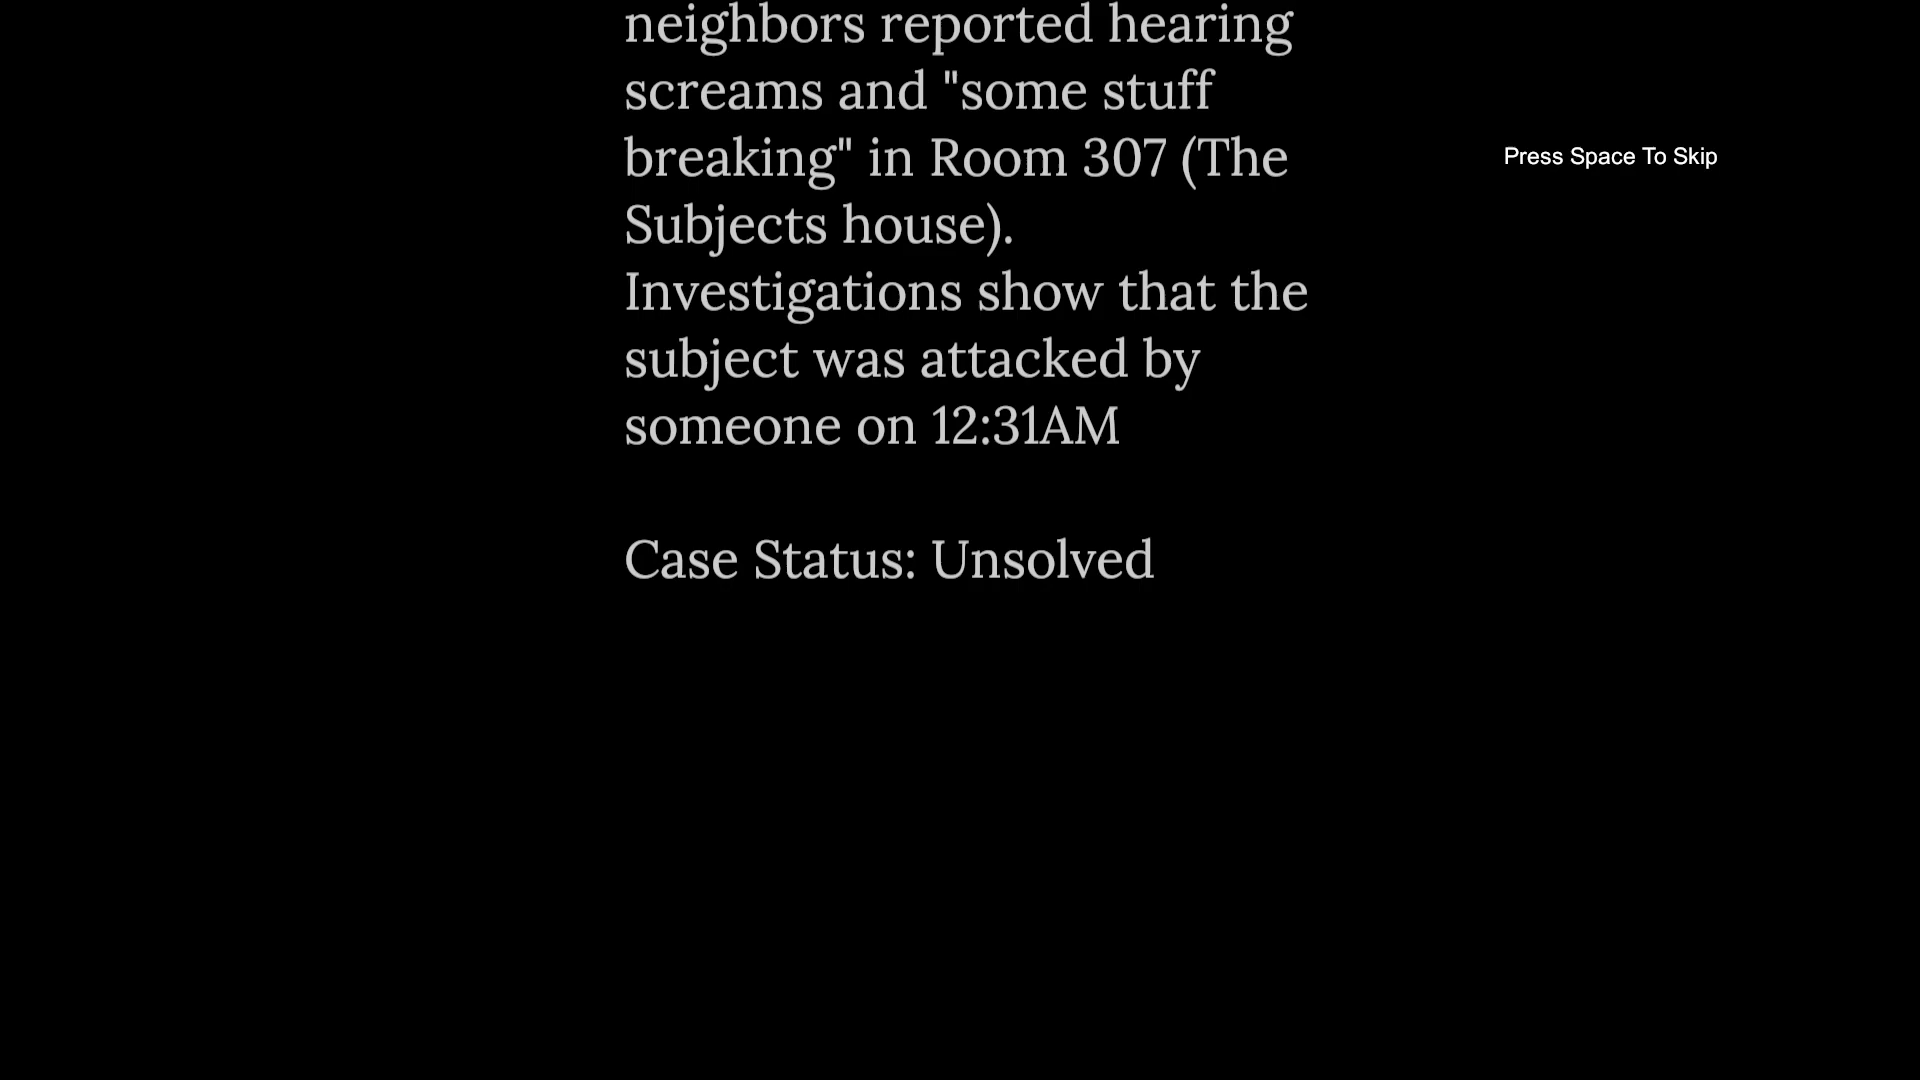 neighbors reported hearing
screams and "some stuff
breaking" in Room 307 (The
Subjects house).
Investigations show that the
subject was attacked by
someone on 12:31AM
Case Status: Unsolved
Press Space To Skip